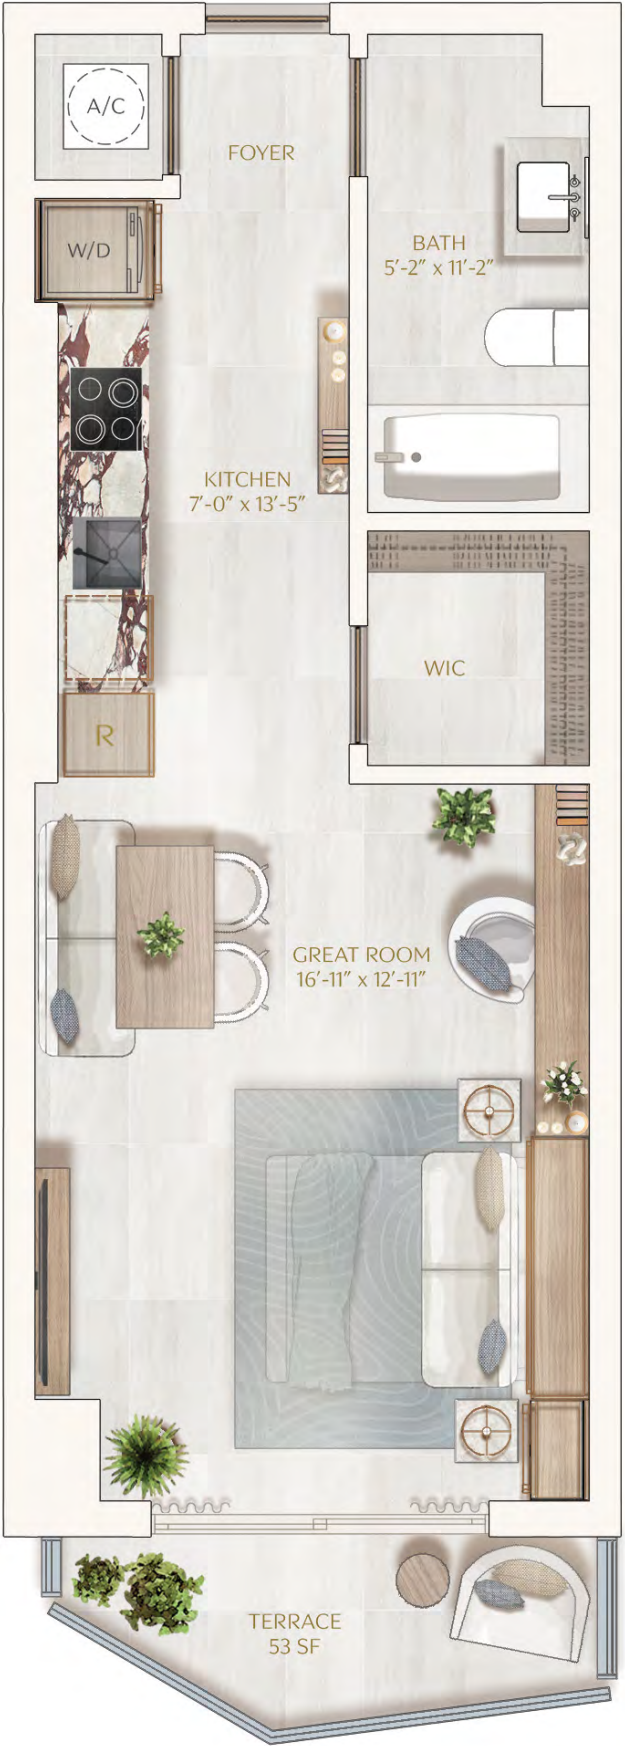 A/C
FOYER
W/D
BATH
5'-2" x 11'-2"
KITCHEN
7'-0" x 13'-5"
WIC
R
GREAT ROOM
16'-11" x 12'-11"
TERRACE
53 SF